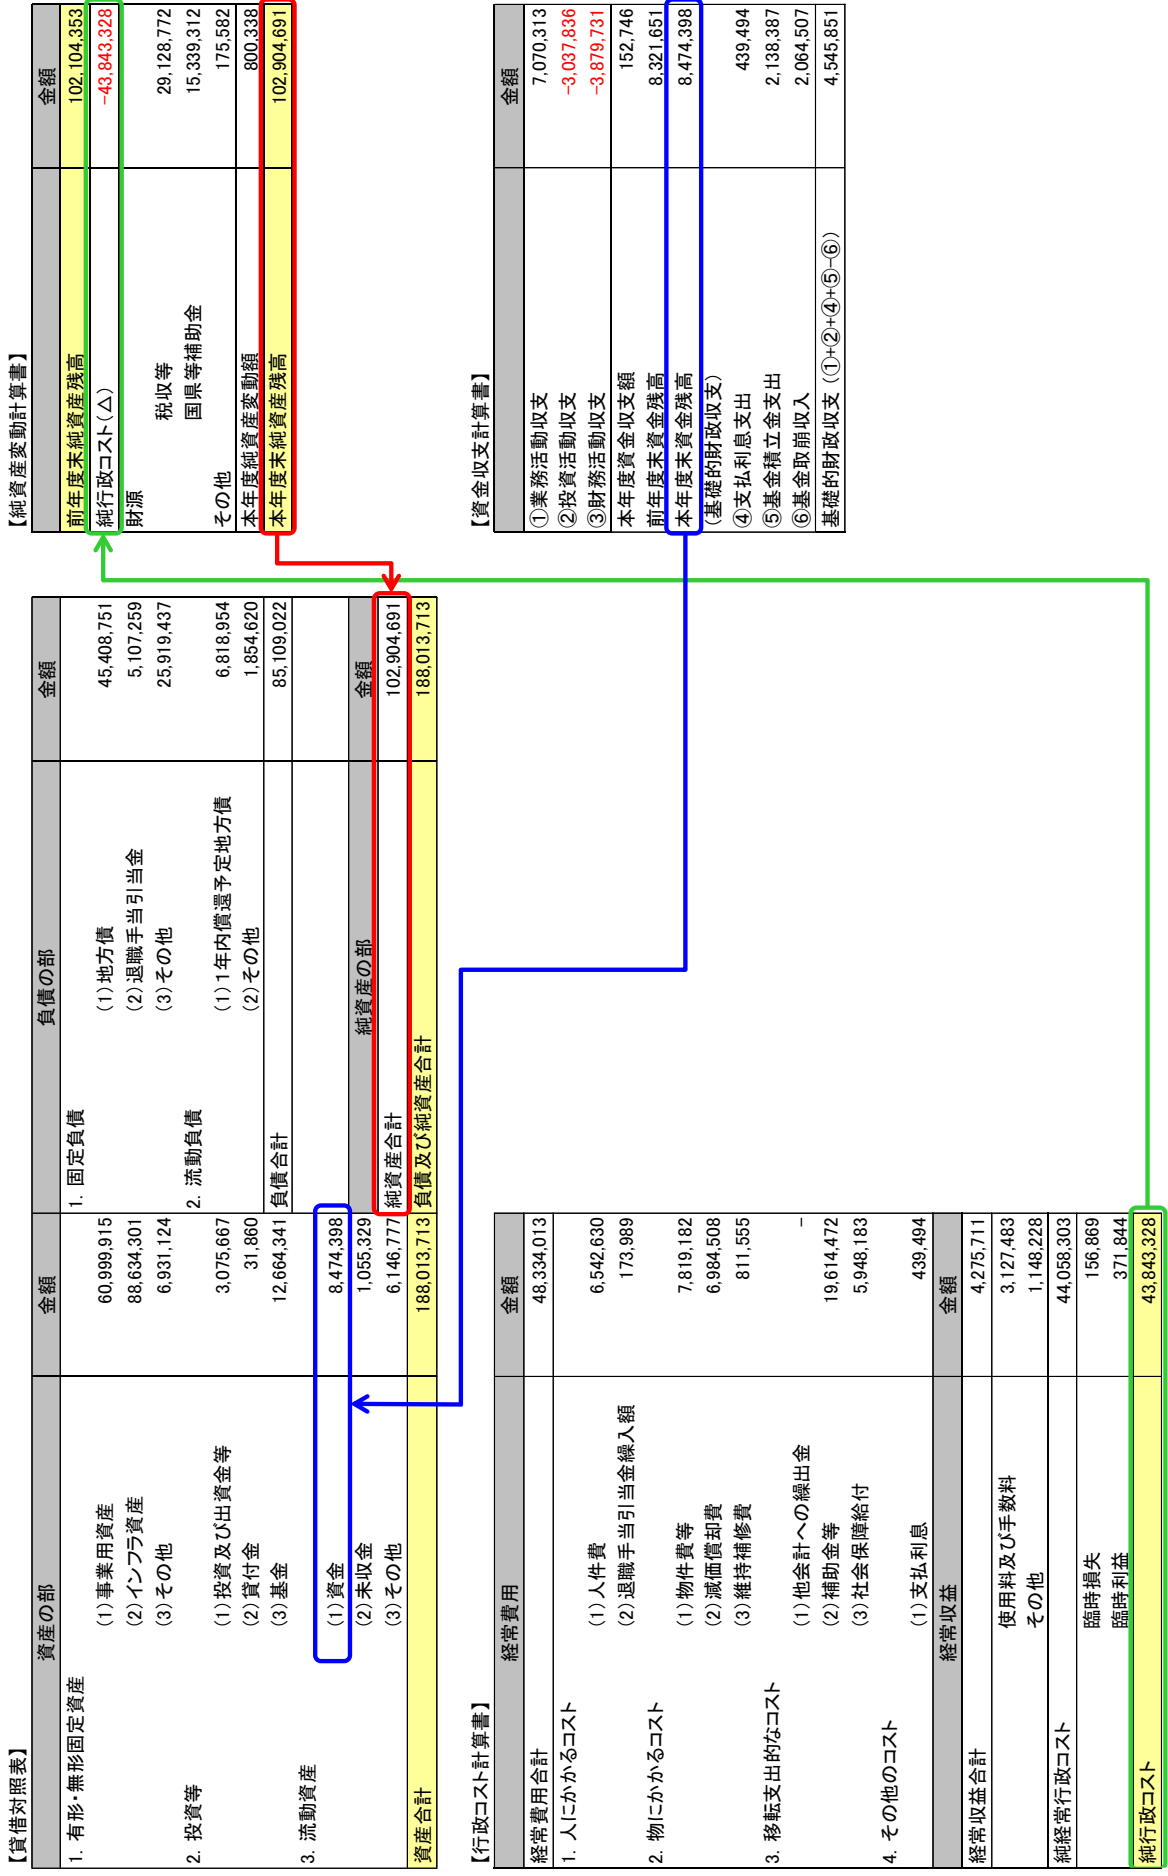 【貸借対照表】
資産の部 金額 負債の部 金額
1. 有形・無形固定資産 1. 固定負債
(1)事業用資産 60,999,915 (1)地方債 45,408,751
(2)インフラ資産 88,634,301 (2)退職手当引当金 5,107,259
(3)その他 6,931,124 (3)その他 25,919,437
2. 投資等 2. 流動負債
(1)投資及び出資金等 3,075,667 (1)1年内償還予定地方債 6,818,954
(2)貸付金 31,860 (2)その他 1,854,620
(3)基金 12,664,341 負債合計 85,109,022
3. 流動資産
(1)資金 8,474,398
(2)未収金 1,055,329 純資産の部 金額
(3)その他 6,146,777 純資産合計 102,904,691
資産合計 188,013,713 負債及び純資産合計 188,013,713
【純資産変動計算書】
金額
前年度末純資産残高 102,104,353
純行政コスト(△) -43,843,328
財源
税収等 29,128,772
国県等補助金 15,339,312
その他 175,582
本年度純資産変動額 800,338
本年度末純資産残高 102,904,691
【行政コスト計算書】
経常費用 金額
経常費用合計 48,334,013
1. 人にかかるコスト
(1)人件費 6,542,630
(2)退職手当引当金繰入額 173,989
2. 物にかかるコスト
(1)物件費等 7,819,182
(2)減価償却費 6,984,508
(3)維持補修費 811,555
3. 移転支出的なコスト
(1)他会計への繰出金 -
(2)補助金等 19,614,472
(3)社会保障給付 5,948,183
4. その他のコスト
(1)支払利息 439,494
経常収益 金額
経常収益合計 4,275,711
使用料及び手数料 3,127,483
その他 1,148,228
純経常行政コスト 44,058,303
臨時損失 156,869
臨時利益 371,844
純行政コスト 43,843,328
【資金収支計算書】
金額
①業務活動収支 7,070,313
②投資活動収支 -3,037,836
③財務活動収支 -3,879,731
本年度資金収支額 152,746
前年度末資金残高 8,321,651
本年度末資金残高 8,474,398
(基礎的財政収支)
④支払利息支出 439,494
⑤基金積立金支出 2,138,387
⑥基金取崩収入 2,064,507
基礎的財政収支 (①+②+④+⑤-⑥) 4,545,851